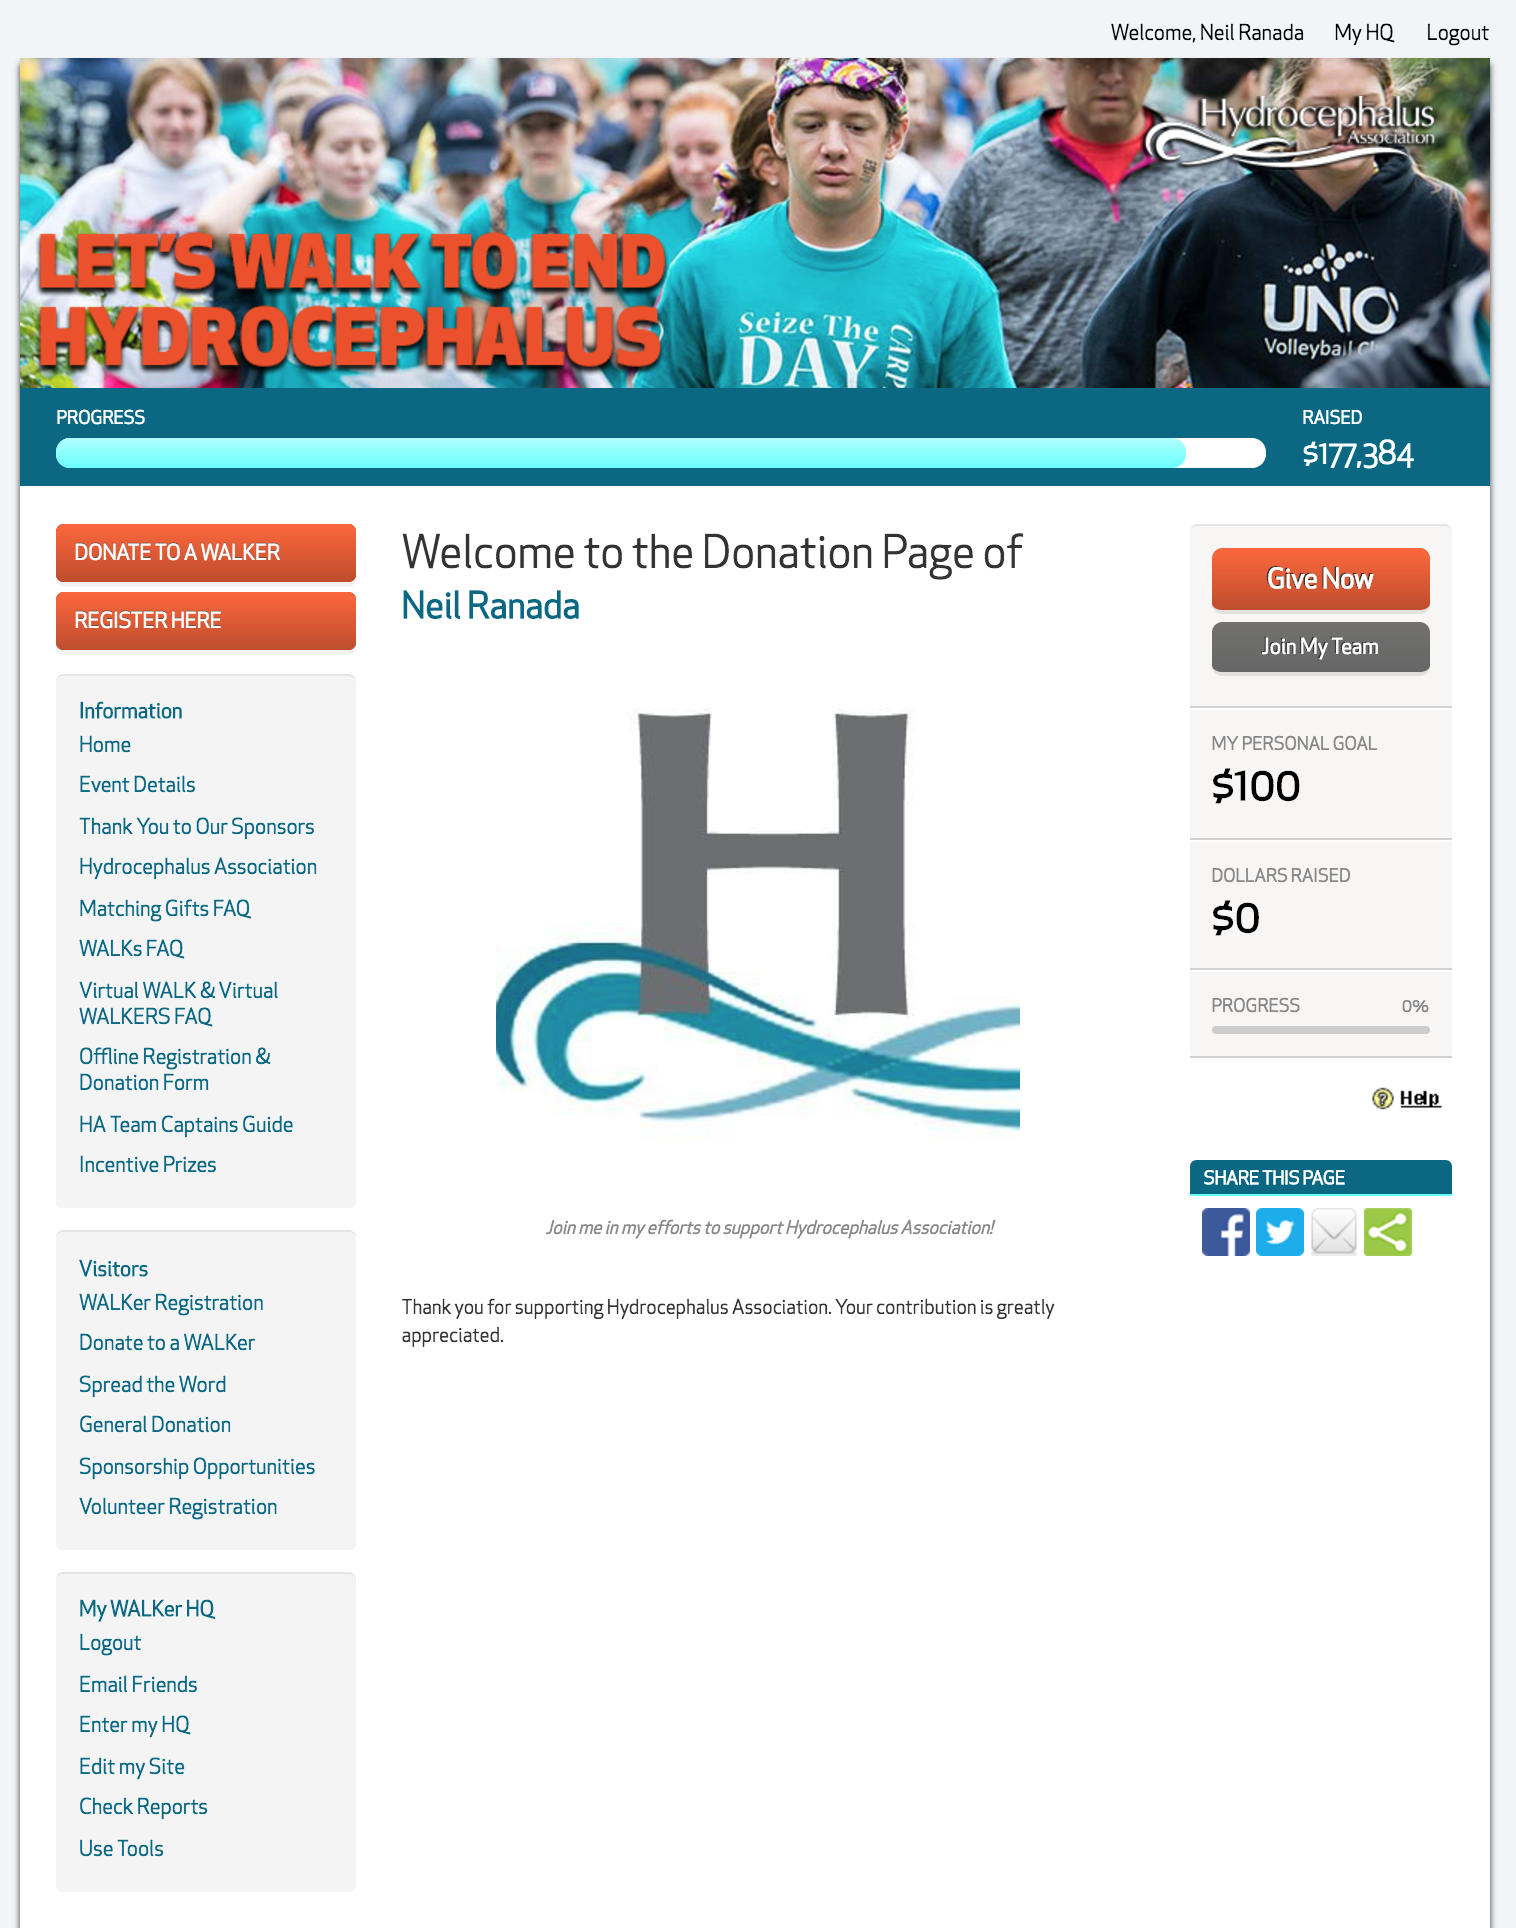 Welcome, Neil Ranada My HQ Logout
Hydrocephalus
Association
LET'S WALK TO END
HYDROCEPHALUS
Seize The
DAY
CARP
UNO
Volleyball
PROGRESS
RAISED
$177,384
DONATE TO A WALKER
REGISTER HERE
Information
Home
Event Details
Thank You to Our Sponsors
Hydrocephalus Association
Matching Gifts FAQ
WALKs FAQ
Virtual WALK & Virtual
WALKERS FAQ
Offline Registration &
Donation Form
HA Team Captains Guide
Incentive Prizes
Visitors
WALKer Registration
Donate to a WALKer
Spread the Word
General Donation
Sponsorship Opportunities
Volunteer Registration
My WALKer HQ
Logout
Email Friends
Enter my HQ
Edit my Site
Check Reports
Use Tools
Welcome to the Donation Page of
Neil Ranada
H
Join me in my efforts to support Hydrocephalus Association!
Thank you for supporting Hydrocephalus Association. Your contribution is greatly
appreciated.
Give Now
Join My Team
MY PERSONAL GOAL
$100
DOLLARS RAISED
$0
PROGRESS 0%
Help
SHARE THIS PAGE